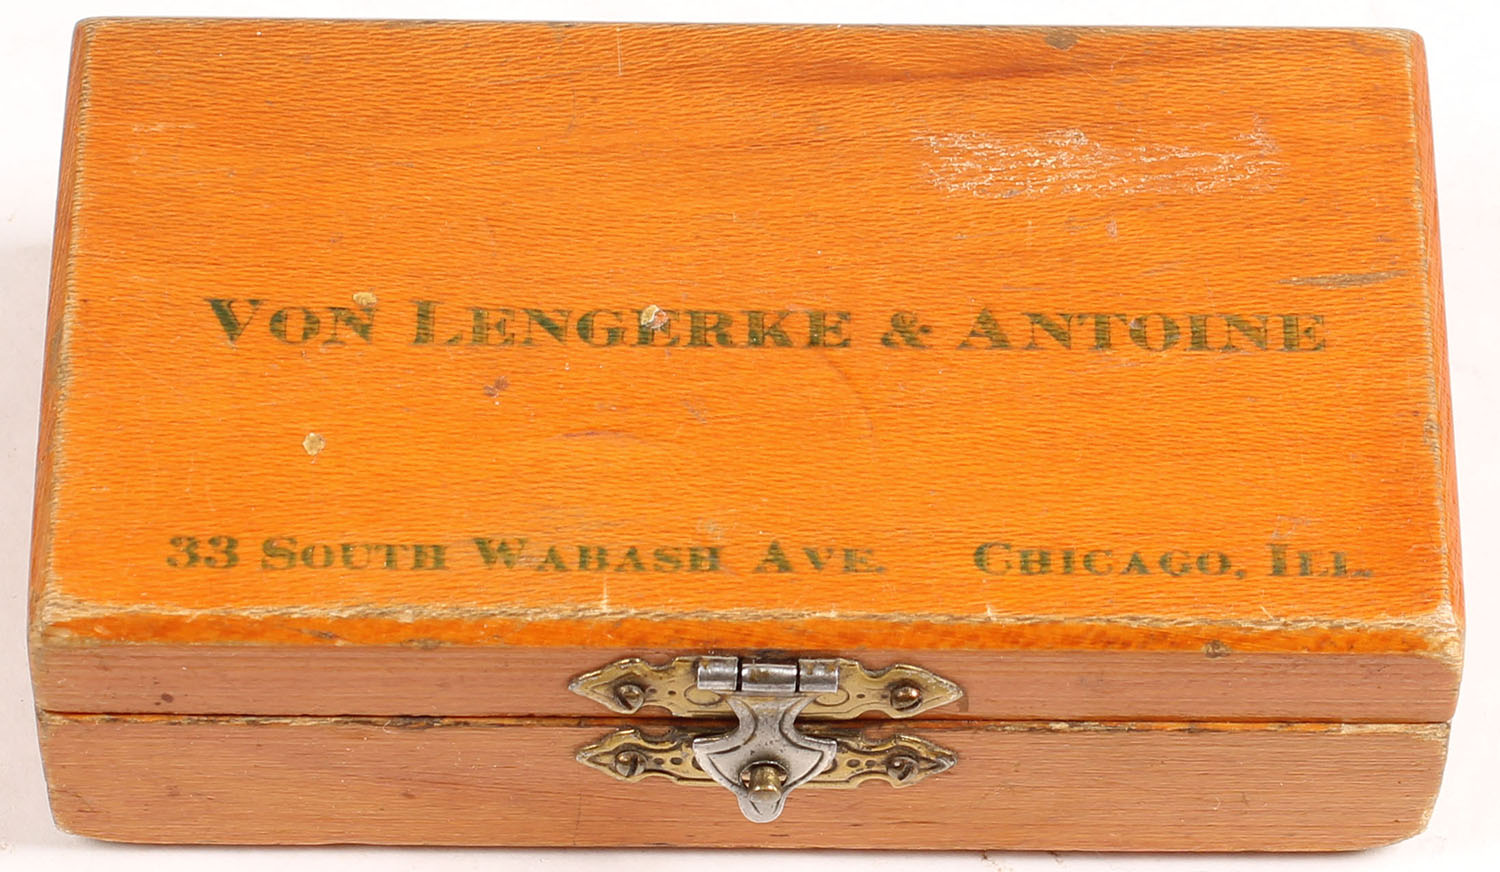 VON LENGERKE & ANTOINE
33 SOUTH WABASH AVE. CHICAGO, ILL.